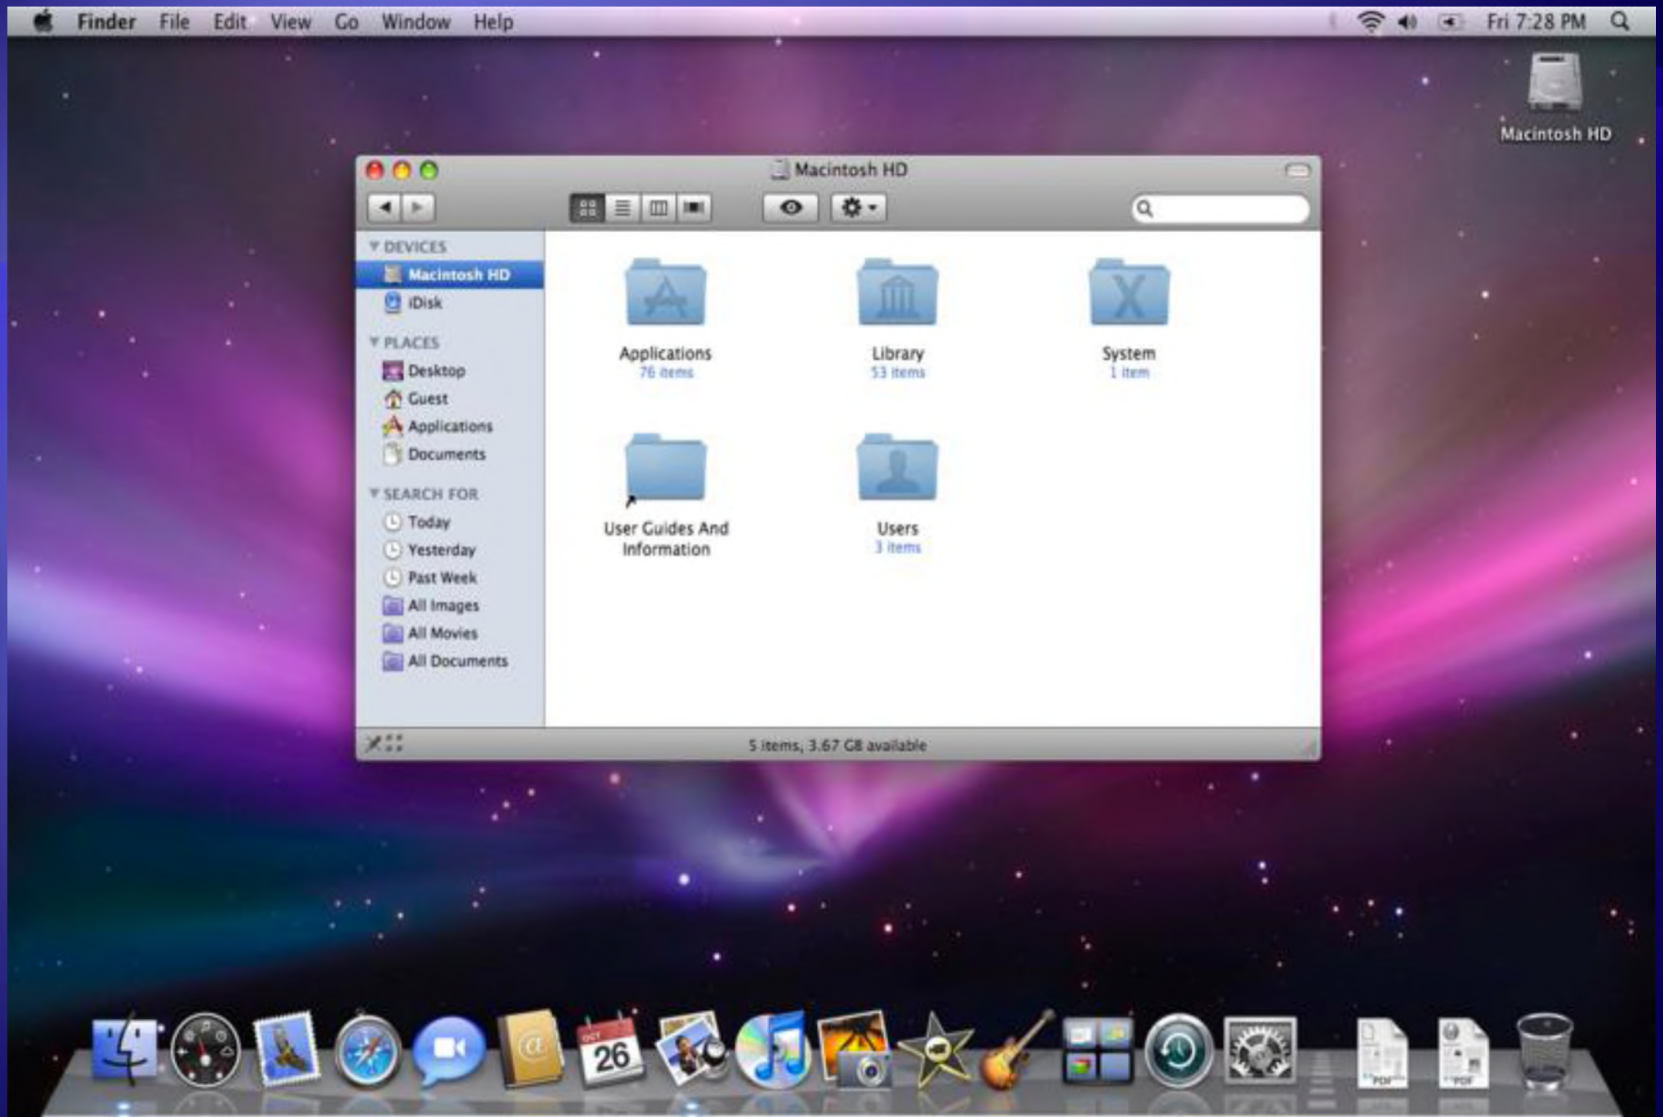 Finder File Edit View Go Window Help
Fri 7:28 PM
Macintosh HD
Macintosh HD
DEVICES
Macintosh HD
iDisk
PLACES
Desktop
Guest
Applications
Documents
SEARCH FOR
Today
Yesterday
Past Week
All Images
All Movies
All Documents
Applications
76 items
Library
53 items
System
1 item
User Guides And
Information
Users
3 items
5 items, 3.67 GB available
OCT
26
PDF
PDF